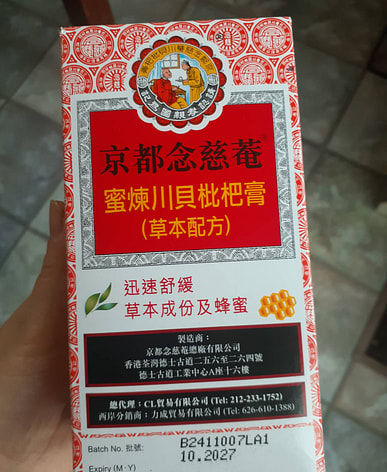 京都念慈菴
蜜煉川貝枇杷膏
(草本配方)
迅速舒緩
草本成份及蜂蜜
製造商：
京都念慈菴總廠有限公司
香港荃灣德士古道二五六至二六四號
德士古道工業中心A座十六樓
總代理：CL貿易有限公司 (Tel: 212-233-1752)
西岸分銷商：力成貿易有限公司 (Tel: 626-610-1388)
Batch No. 批號: B2411007LA1
10.2027
Expiry (M - Y)